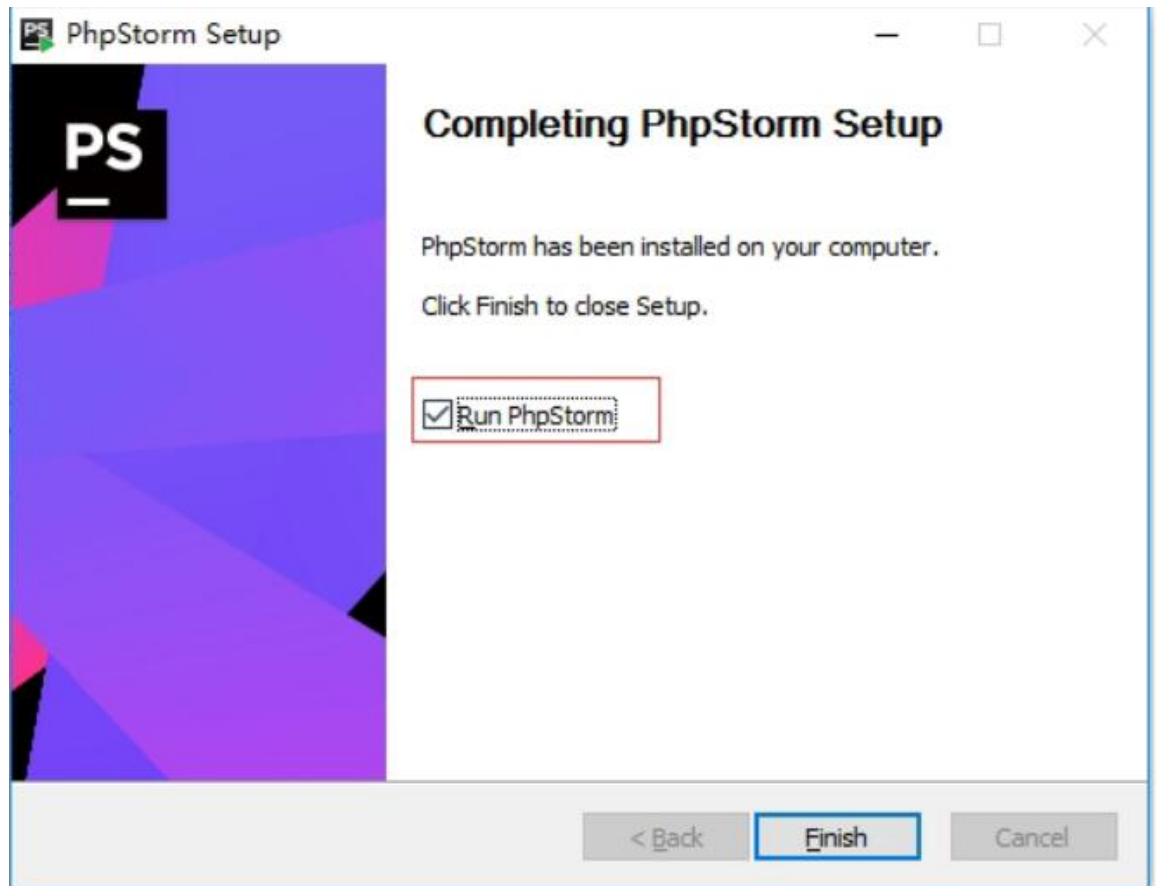 PS PhpStorm Setup
PS
Completing PhpStorm Setup
PhpStorm has been installed on your computer.
Click Finish to close Setup.
Run PhpStorm
< Back Finish Cancel